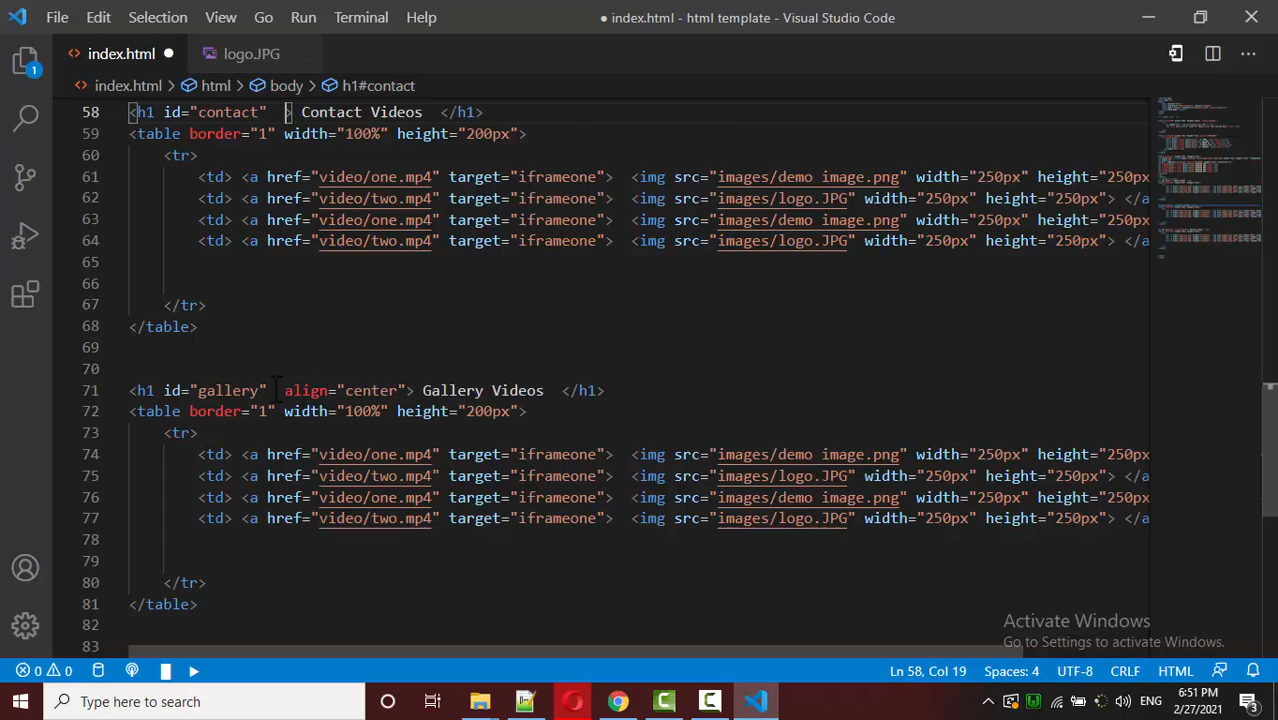 File Edit Selection View Go Run Terminal Help ● index.html - html template - Visual Studio Code
<> index.html ● logo.JPG
<> index.html > html > body > h1#contact
58 <h1 id="contact" > Contact Videos </h1>
59 <table border="1" width="100%" height="200px">
60 <tr>
61 <td> <a href="video/one.mp4" target="iframeone"> <img src="images/demo image.png" width="250px" height="250px
62 <td> <a href="video/two.mp4" target="iframeone"> <img src="images/logo.JPG" width="250px" height="250px"> </a
63 <td> <a href="video/one.mp4" target="iframeone"> <img src="images/demo image.png" width="250px" height="250px
64 <td> <a href="video/two.mp4" target="iframeone"> <img src="images/logo.JPG" width="250px" height="250px"> </a
65
66
67 </tr>
68 </table>
69
70
71 <h1 id="gallery" align="center"> Gallery Videos </h1>
72 <table border="1" width="100%" height="200px">
73 <tr>
74 <td> <a href="video/one.mp4" target="iframeone"> <img src="images/demo image.png" width="250px" height="250px
75 <td> <a href="video/two.mp4" target="iframeone"> <img src="images/logo.JPG" width="250px" height="250px"> </a
76 <td> <a href="video/one.mp4" target="iframeone"> <img src="images/demo image.png" width="250px" height="250px
77 <td> <a href="video/two.mp4" target="iframeone"> <img src="images/logo.JPG" width="250px" height="250px"> </a
78
79
80 </tr>
81 </table>
82
83
1
Activate Windows
Go to Settings to activate Windows.
0 0 Ln 58, Col 19 Spaces: 4 UTF-8 CRLF HTML
Type here to search ENG 6:51 PM
2/27/2021 3